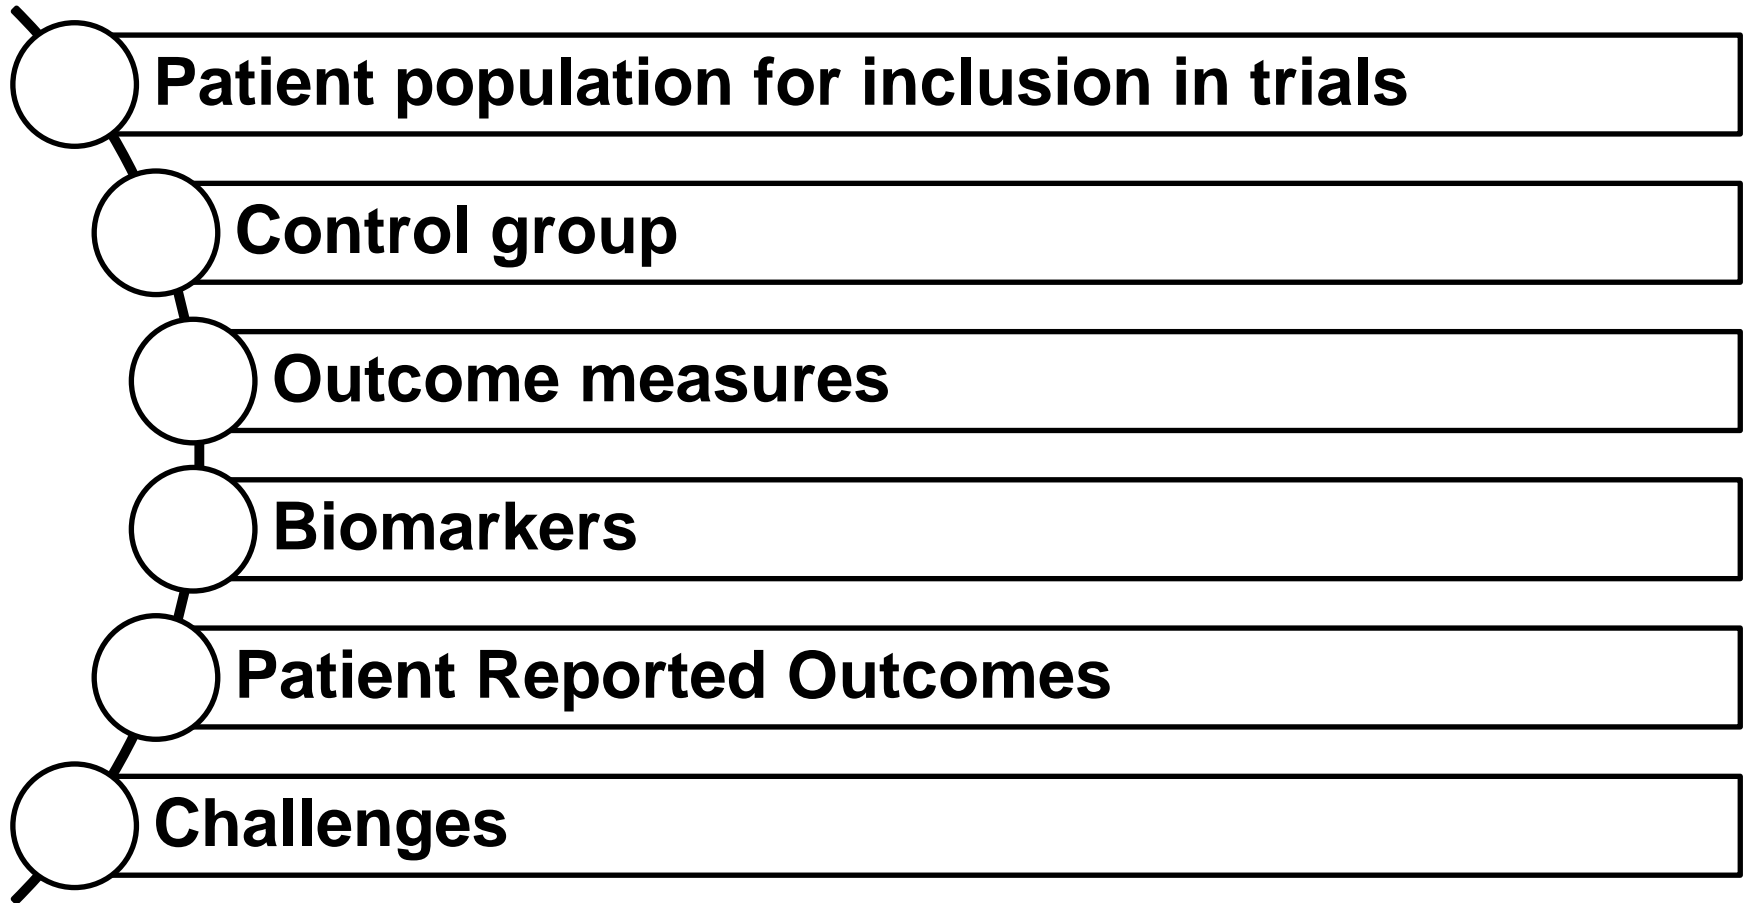 Patient population for inclusion in trials
Control group
Outcome measures
Biomarkers
Patient Reported Outcomes
Challenges